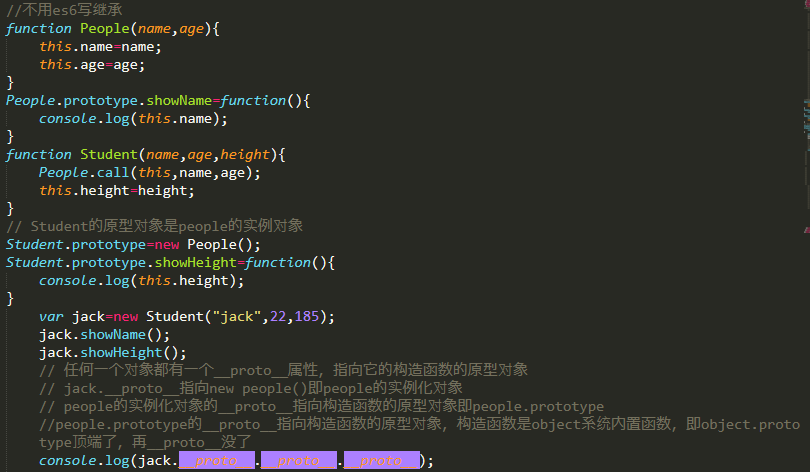 //不用es6写继承
function People(name,age){
this.name=name;
this.age=age;
}
People.prototype.showName=function(){
console.log(this.name);
}
function Student(name,age,height){
People.call(this,name,age);
this.height=height;
}
// Student的原型对象是people的实例对象
Student.prototype=new People();
Student.prototype.showHeight=function(){
console.log(this.height);
}
var jack=new Student("jack",22,185);
jack.showName();
jack.showHeight();
// 任何一个对象都有一个__proto__属性，指向它的构造函数的原型对象
// jack.__proto__指向new people()即people的实例化对象
// people的实例化对象的__proto__指向构造函数的原型对象即people.prototype
//people.prototype的__proto__指向构造函数的原型对象，构造函数是object系统内置函数，即object.proto
type顶端了，再__proto__没了
console.log(jack.__proto__.__proto__.__proto__);